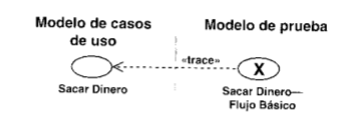 Modelo de casos
de uso
Modelo de prueba
«trace»
X
Sacar Dinero
Sacar Dinero—
Flujo Básico